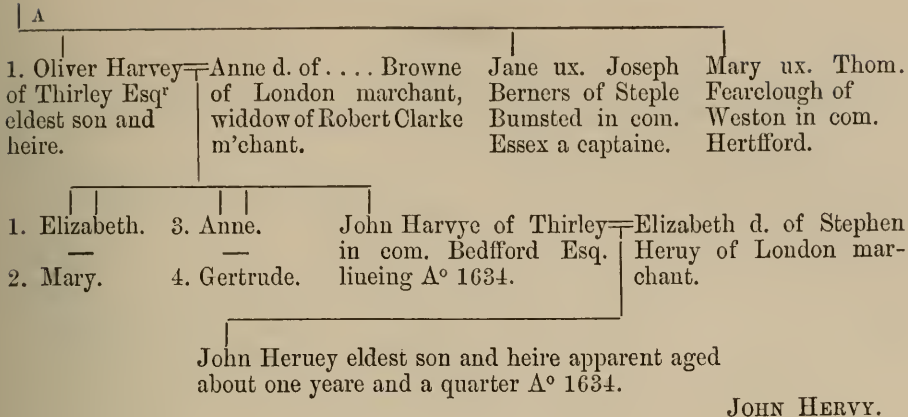 A
1. Oliver Harvey
of Thirley Esqr
eldest son and
heire.
Anne d. of . . . . Browne
of London marchant,
widdow of Robert Clarke
m'chant.
Jane ux. Joseph
Berners of Steple
Bumsted in com.
Essex a captaine.
Mary ux. Thom.
Fearclough of
Weston in com.
Hertfford.
1. Elizabeth.
2. Mary.
3. Anne.
4. Gertrude.
John Harvye of Thirley
in com. Bedfford Esq.
liueing Aº 1634.
Elizabeth d. of Stephen
Heruy of London mar-
chant.
John Heruey eldest son and heire apparent aged
about one yeare and a quarter Aº 1634.
JOHN HERVY.